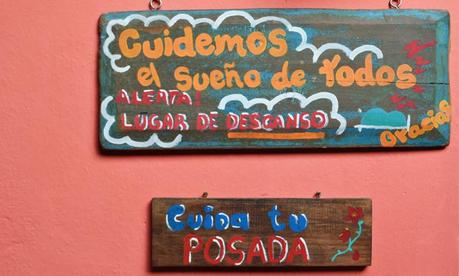 Cuidemos
el sueño de Todos
ALERTA!
LUGAR DE DESCANSO
Gracias
Cuida tu
POSADA